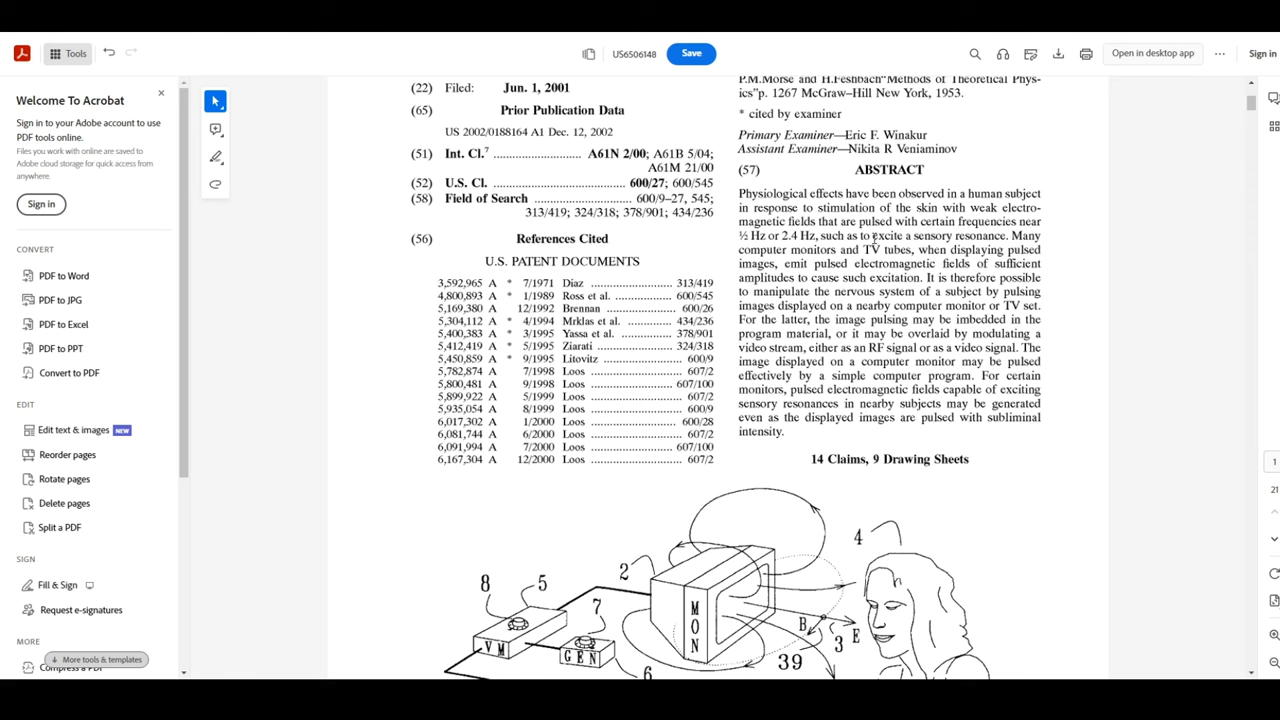 Tools
US6506148
Save
Open in desktop app
Sign in
Welcome To Acrobat
Sign in to your Adobe account to use
PDF tools online.
Files you work with online are saved to
Adobe cloud storage for quick access from
anywhere.
Sign in
CONVERT
PDF to Word
PDF to JPG
PDF to Excel
PDF to PPT
Convert to PDF
EDIT
Edit text & images NEW
Reorder pages
Rotate pages
Delete pages
Split a PDF
SIGN
Fill & Sign
Request e-signatures
MORE
More tools & templates
Compress a PDF
(22) Filed: Jun. 1, 2001
(65) Prior Publication Data
US 2002/0188164 A1 Dec. 12, 2002
(51) Int. Cl.7 ............................. A61N 2/00; A61B 5/04;
A61M 21/00
(52) U.S. Cl. ........................................ 600/27; 600/545
(58) Field of Search ............................ 600/9–27, 545;
313/419; 324/318; 378/901; 434/236
(56) References Cited
U.S. PATENT DOCUMENTS
3,592,965 A * 7/1971 Diaz .......................... 313/419
4,800,893 A * 1/1989 Ross et al. .................. 600/545
5,169,380 A 12/1992 Brennan ...................... 600/26
5,304,112 A * 4/1994 Mrklas et al. ............... 434/236
5,400,383 A * 3/1995 Yassa et al. ................. 378/901
5,412,419 A * 5/1995 Ziarati ........................ 324/318
5,450,859 A * 9/1995 Litovitz ........................ 600/9
5,782,874 A 7/1998 Loos ............................ 607/2
5,800,481 A 9/1998 Loos .......................... 607/100
5,899,922 A 5/1999 Loos ............................ 607/2
5,935,054 A 8/1999 Loos ............................ 600/9
6,017,302 A 1/2000 Loos ........................... 600/28
6,081,744 A 6/2000 Loos ............................ 607/2
6,091,994 A 7/2000 Loos .......................... 607/100
6,167,304 A 12/2000 Loos ............................ 607/2
P.M.Morse and H.Feshbach“Methods of Theoretical Phys-
ics”p. 1267 McGraw–Hill New York, 1953.
* cited by examiner
Primary Examiner—Eric F. Winakur
Assistant Examiner—Nikita R Veniaminov
(57) ABSTRACT
Physiological effects have been observed in a human subject
in response to stimulation of the skin with weak electro-
magnetic fields that are pulsed with certain frequencies near
½ Hz or 2.4 Hz, such as to excite a sensory resonance. Many
computer monitors and TV tubes, when displaying pulsed
images, emit pulsed electromagnetic fields of sufficient
amplitudes to cause such excitation. It is therefore possible
to manipulate the nervous system of a subject by pulsing
images displayed on a nearby computer monitor or TV set.
For the latter, the image pulsing may be imbedded in the
program material, or it may be overlaid by modulating a
video stream, either as an RF signal or as a video signal. The
image displayed on a computer monitor may be pulsed
effectively by a simple computer program. For certain
monitors, pulsed electromagnetic fields capable of exciting
sensory resonances in nearby subjects may be generated
even as the displayed images are pulsed with subliminal
intensity.
14 Claims, 9 Drawing Sheets
8 5 7 2 4
MON
B 3 E
39
VM
GEN
6
1
21